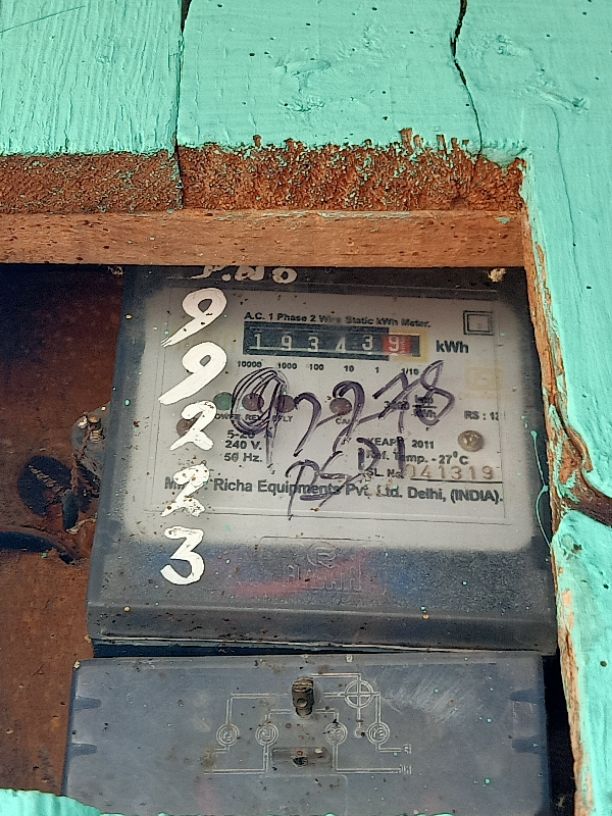 P.NO
9
9
2
2
3
A.C. 1 Phase 2 Wire Static kWh Meter.
193439 kWh
10000 1000 100 10 1 1/10
97278
5-20
240 V.
50 Hz.
YEAR 2011
Ref. temp. - 27°C
SL. No 041319
Richa Equipments Pvt. Ltd. Delhi, (INDIA).